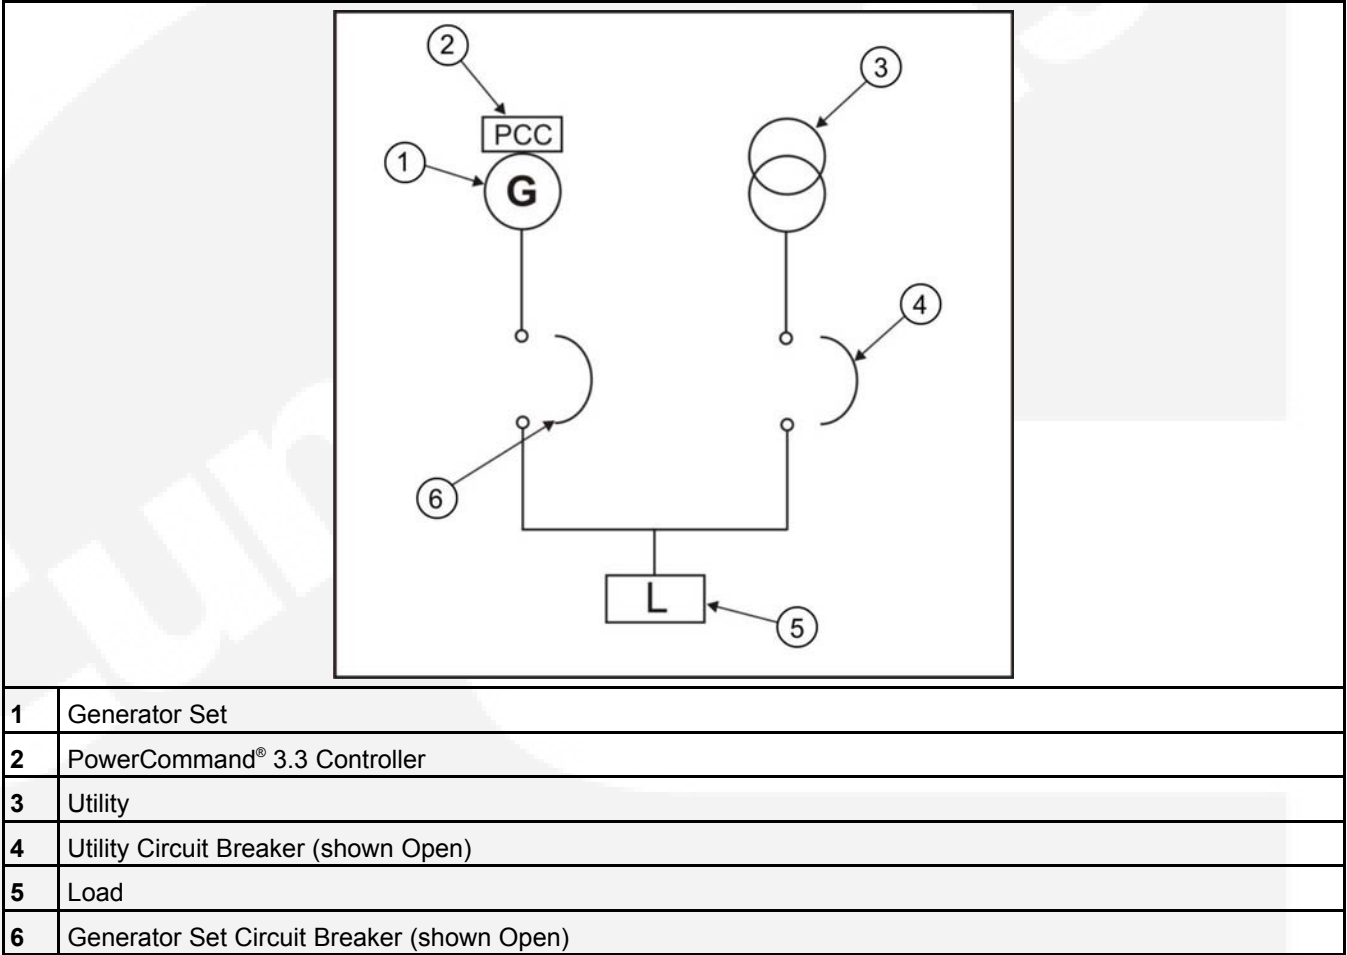 2
3
PCC
1
G
4
6
L
5
1 Generator Set
2 PowerCommand® 3.3 Controller
3 Utility
4 Utility Circuit Breaker (shown Open)
5 Load
6 Generator Set Circuit Breaker (shown Open)